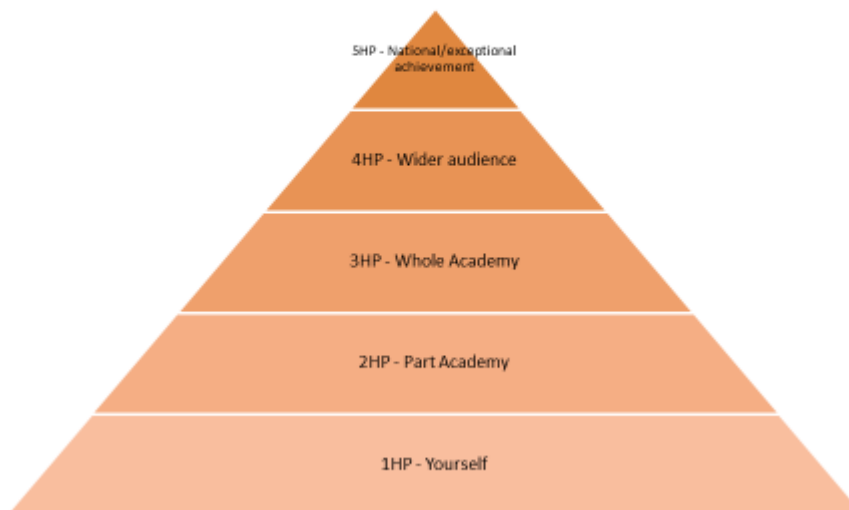 5HP - National/exceptional
achievement
4HP - Wider audience
3HP - Whole Academy
2HP - Part Academy
1HP - Yourself